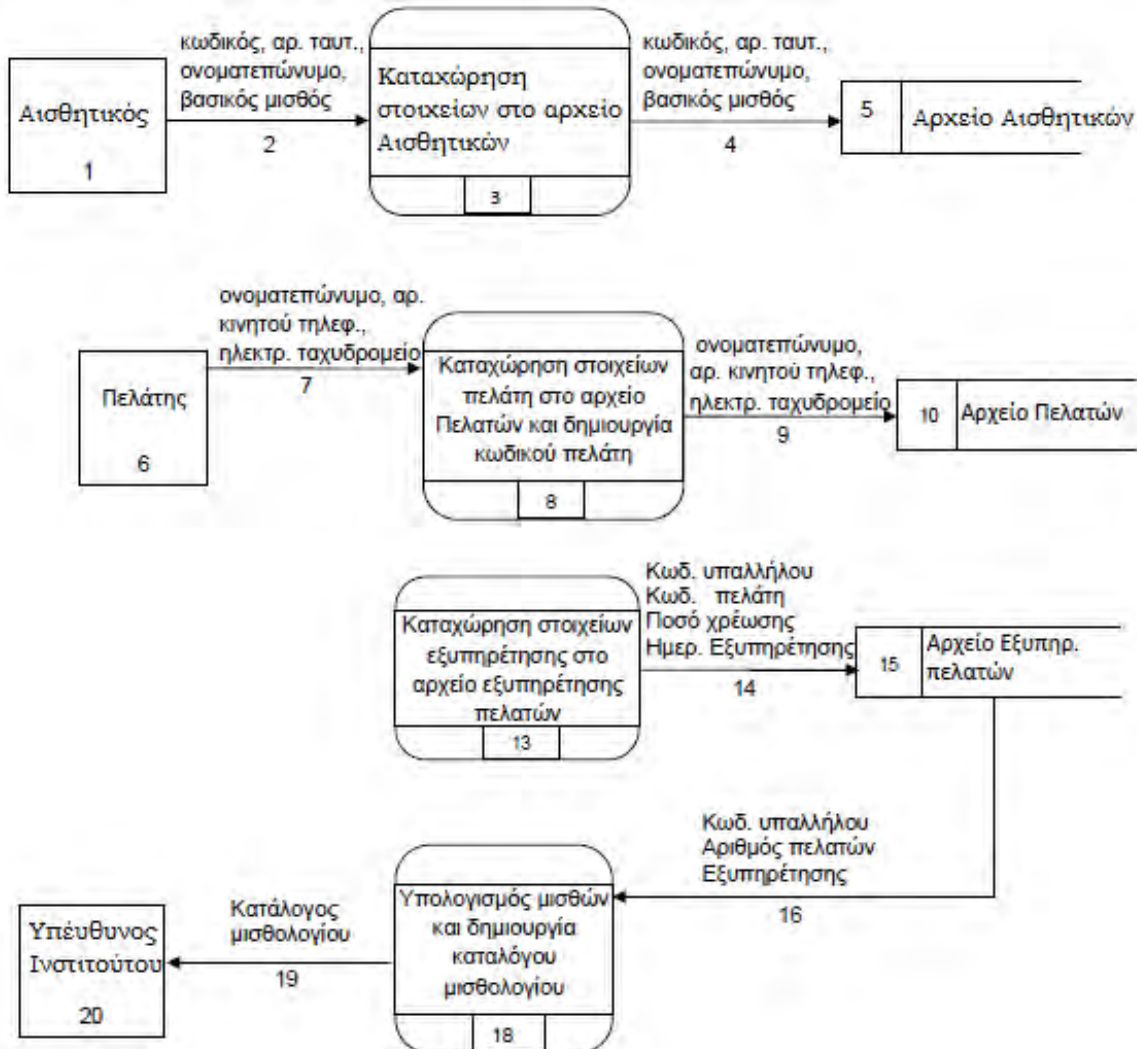 Αισθητικός
1
κωδικός, αρ. ταυτ.,
ονοματεπώνυμο,
βασικός μισθός
2
Καταχώρηση
στοιχείων στο αρχείο
Αισθητικών
3
κωδικός, αρ. ταυτ.,
ονοματεπώνυμο,
βασικός μισθός
4
5
Αρχείο Αισθητικών
Πελάτης
6
ονοματεπώνυμο, αρ.
κινητού τηλεφ.,
ηλεκτρ. ταχυδρομείο
7
Καταχώρηση στοιχείων
πελάτη στο αρχείο
Πελατών και δημιουργία
κωδικού πελάτη
8
ονοματεπώνυμο,
αρ. κινητού τηλεφ.,
ηλεκτρ. ταχυδρομείο
9
10
Αρχείο Πελατών
Καταχώρηση στοιχείων
εξυπηρέτησης στο
αρχείο εξυπηρέτησης
πελατών
13
Κωδ. υπαλλήλου
Κωδ. πελάτη
Ποσό χρέωσης
Ημερ. Εξυπηρέτησης
14
15
Αρχείο Εξυπηρ.
πελατών
Κωδ. υπαλλήλου
Αριθμός πελατών
Εξυπηρέτησης
16
Υπολογισμός μισθών
και δημιουργία
καταλόγου
μισθολογίου
18
Κατάλογος
μισθολογίου
19
Υπέυθυνος
Ινστιτούτου
20